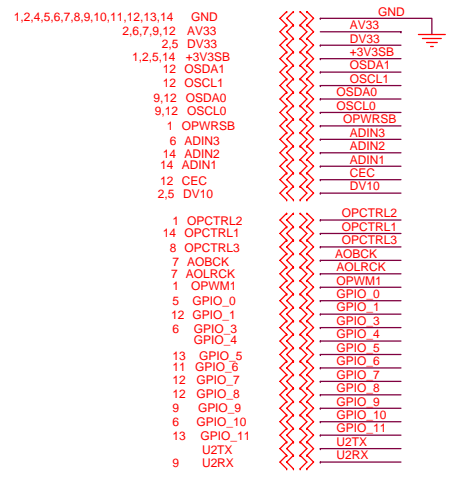 1,2,4,5,6,7,8,9,10,11,12,13,14 GND GND
2,6,7,9,12 AV33 AV33
2,5 DV33 DV33
1,2,5,14 +3V3SB +3V3SB
12 OSDA1 OSDA1
12 OSCL1 OSCL1
9,12 OSDA0 OSDA0
9,12 OSCL0 OSCL0
1 OPWRSB OPWRSB
6 ADIN3 ADIN3
14 ADIN2 ADIN2
14 ADIN1 ADIN1
12 CEC CEC
2,5 DV10 DV10
1 OPCTRL2 OPCTRL2
14 OPCTRL1 OPCTRL1
8 OPCTRL3 OPCTRL3
7 AOBCK AOBCK
7 AOLRCK AOLRCK
1 OPWM1 OPWM1
5 GPIO_0 GPIO_0
12 GPIO_1 GPIO_1
6 GPIO_3 GPIO_3
GPIO_4 GPIO_4
13 GPIO_5 GPIO_5
11 GPIO_6 GPIO_6
12 GPIO_7 GPIO_7
12 GPIO_8 GPIO_8
9 GPIO_9 GPIO_9
6 GPIO_10 GPIO_10
13 GPIO_11 GPIO_11
U2TX U2TX
9 U2RX U2RX